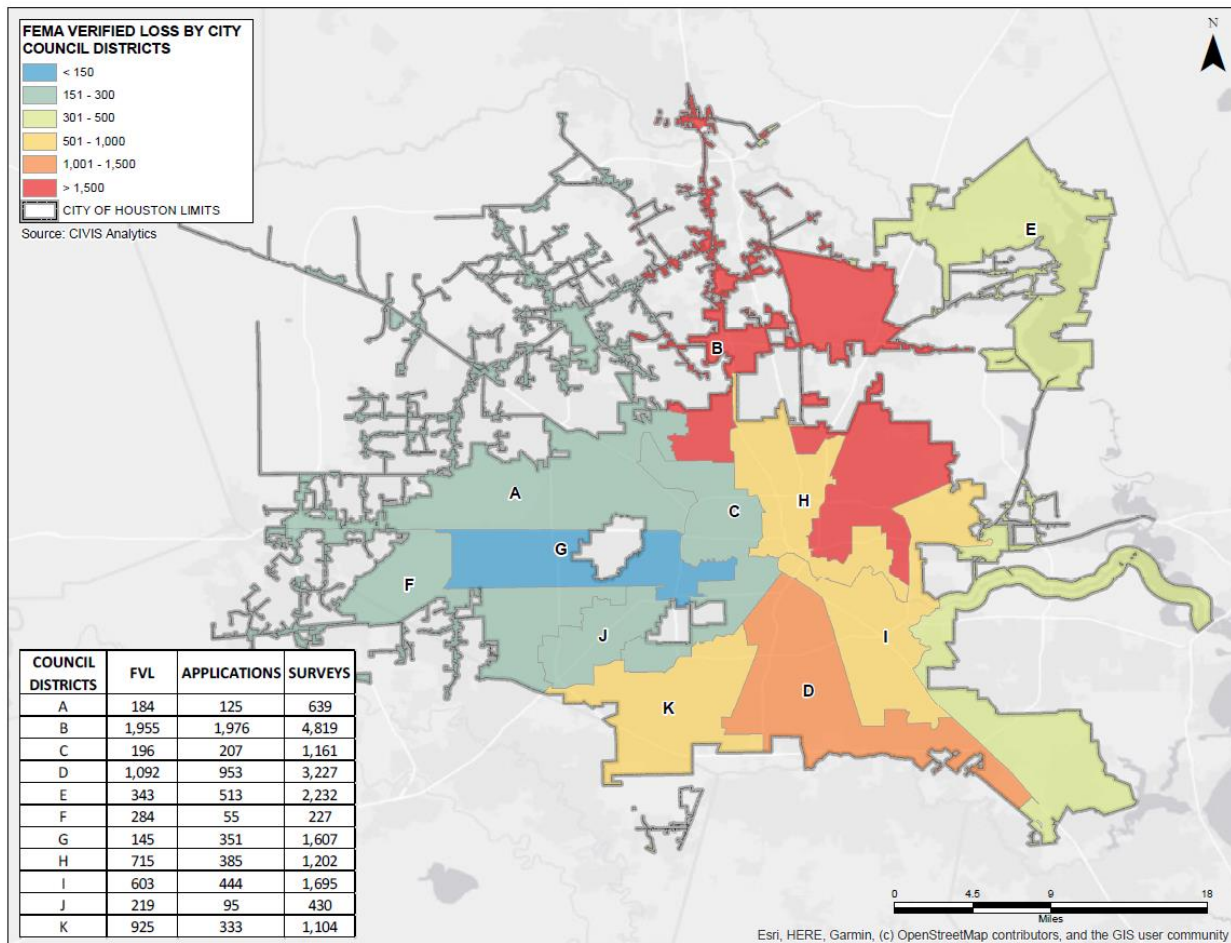 FEMA VERIFIED LOSS BY CITY
COUNCIL DISTRICTS
< 150
151 - 300
301 - 500
501 - 1,000
1,001 - 1,500
> 1,500
CITY OF HOUSTON LIMITS
Source: CIVIS Analytics
N
E
B
A
C
H
G
F
J
I
K
D
COUNCIL DISTRICTS FVL APPLICATIONS SURVEYS
A 184 125 639
B 1,955 1,976 4,819
C 196 207 1,161
D 1,092 953 3,227
E 343 513 2,232
F 284 55 227
G 145 351 1,607
H 715 385 1,202
I 603 444 1,695
J 219 95 430
K 925 333 1,104
0 4.5 9 18
Miles
Esri, HERE, Garmin, (c) OpenStreetMap contributors, and the GIS user community